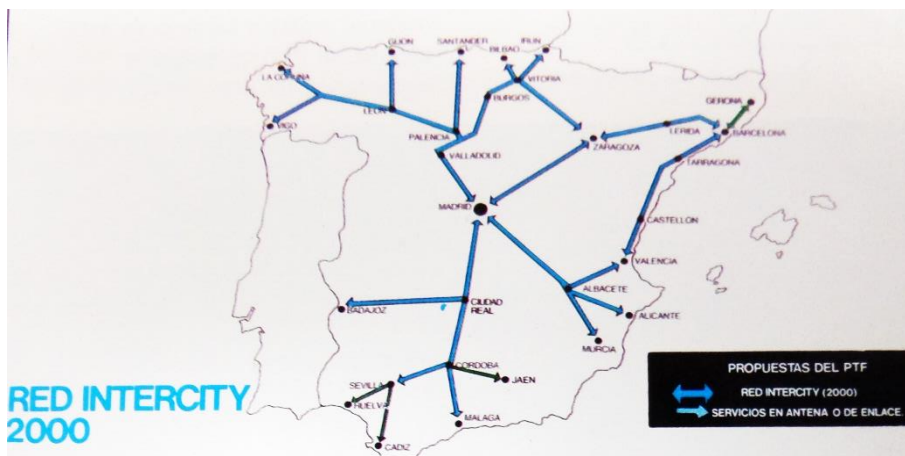 GIJON
SANTANDER
BILBAO
IRUN
LA CORUÑA
VITORIA
BURGOS
GERONA
VIGO
LEON
PALENCIA
LERIDA
BARCELONA
ZARAGOZA
VALLADOLID
TARRAGONA
MADRID
CASTELLON
VALENCIA
ALBACETE
CIUDAD
REAL
BADAJOZ
ALICANTE
MURCIA
CORDOBA
SEVILLA
JAEN
HUELVA
MALAGA
CADIZ
RED INTERCITY
2000
PROPUESTAS DEL PTF
RED INTERCITY (2000)
SERVICIOS EN ANTENA O DE ENLACE.